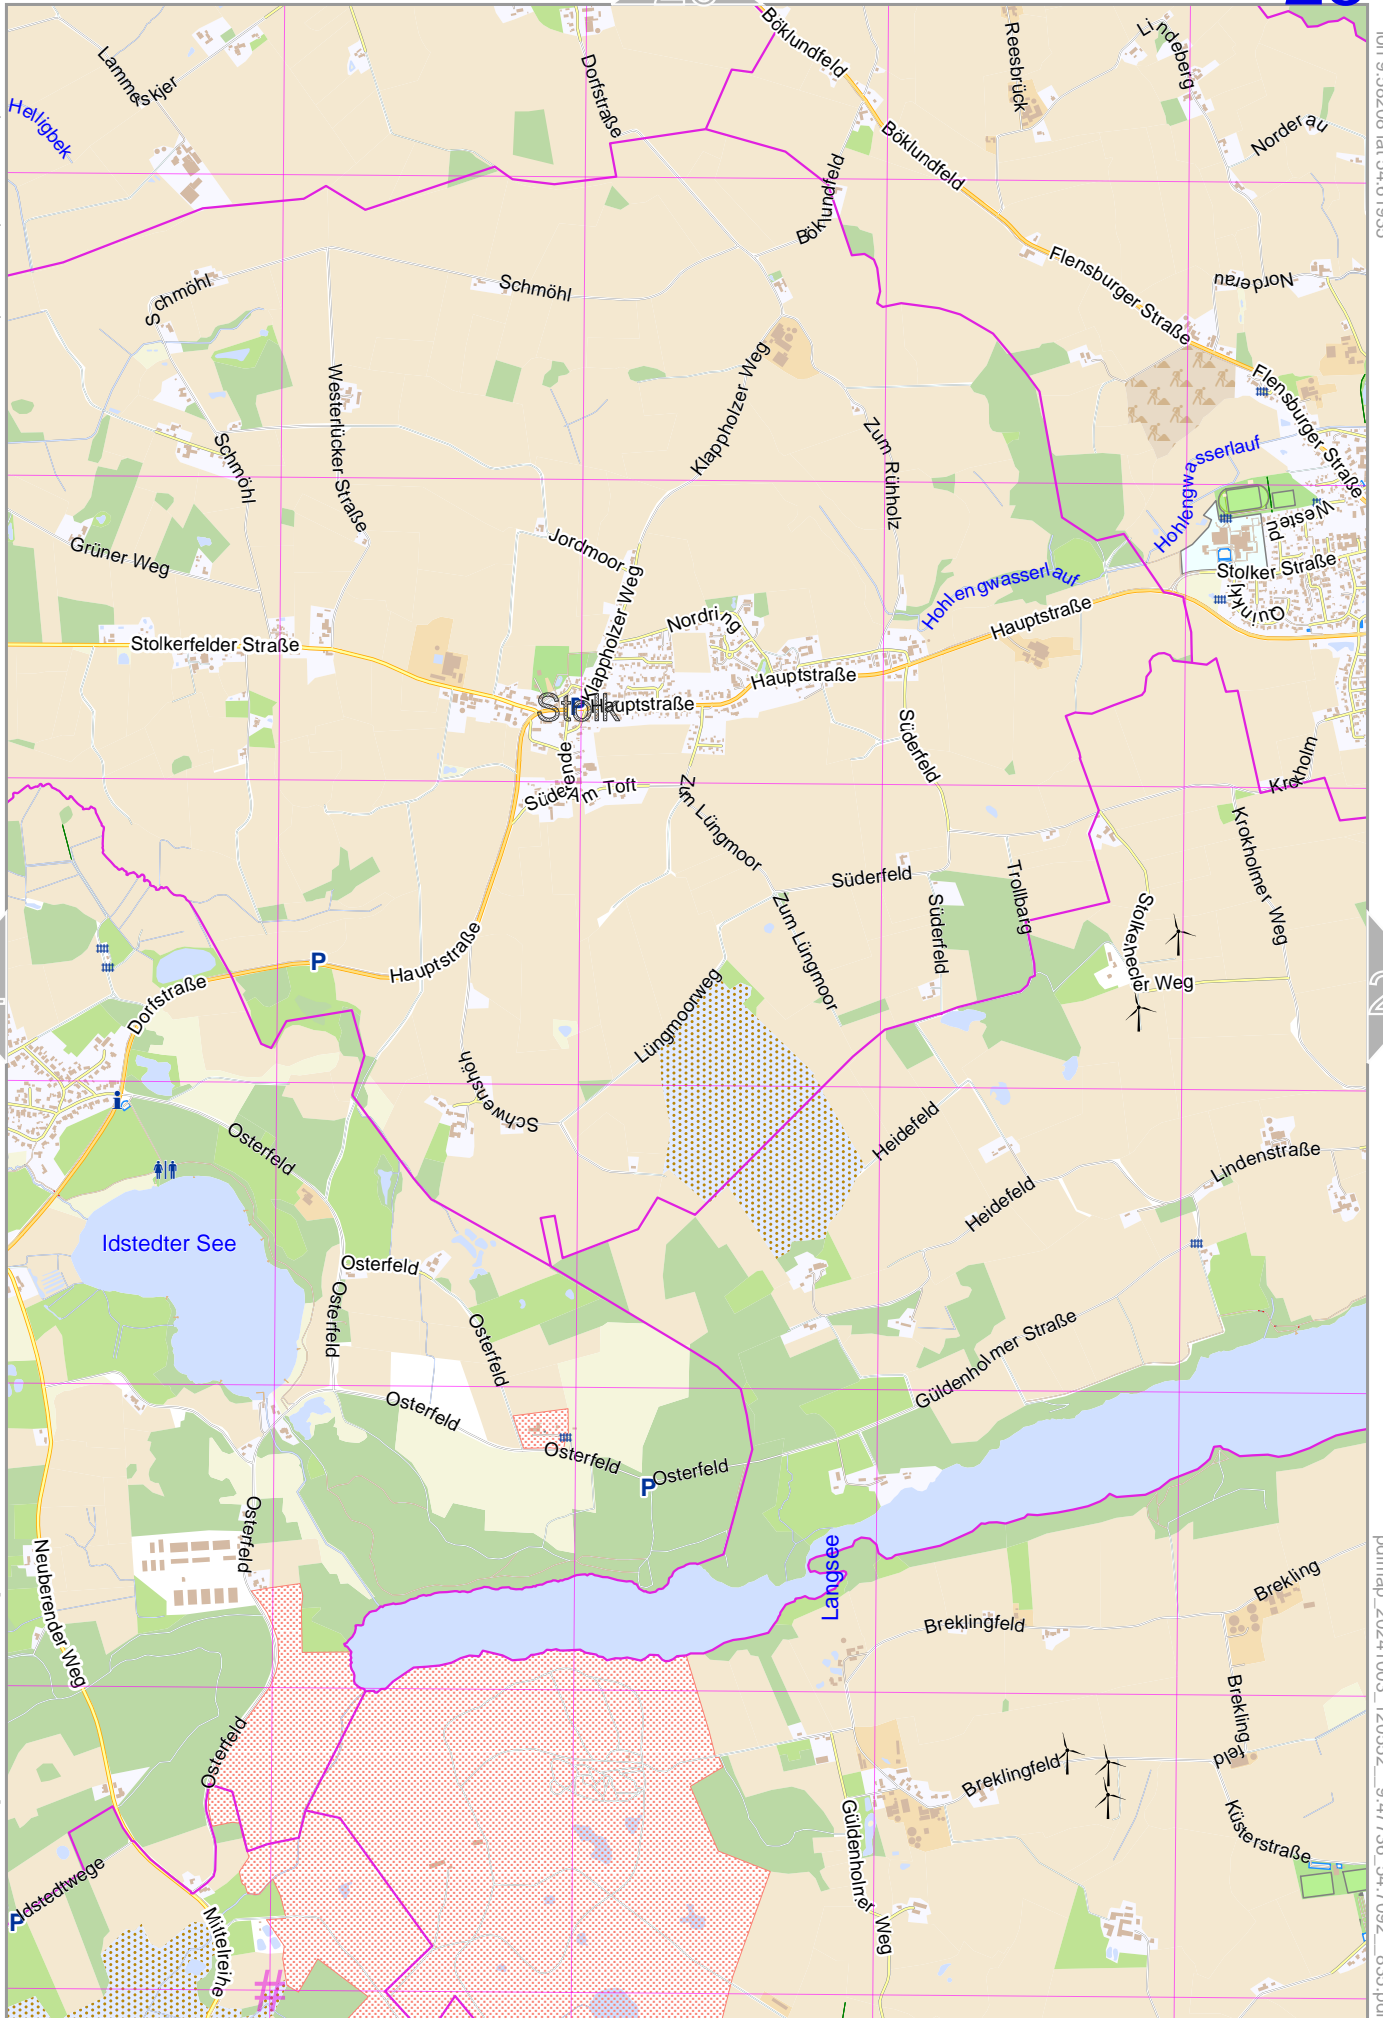 Lammerskjer
Helligbek
Dorfstraße
Böklundfeld
Reesbrück
Lindeberg
Norderau
Böklundfeld
Böklundfeld
Schmöhl
Schmöhl
Flensburger Straße
Norderau
Westerlücker Straße
Klappholzer Weg
Flensburger Straße
Schmöhl
Zum Rühholz
Hohlengwasserlauf
Westend
Grüner Weg
Jordmoor
Stolker Straße
Klappholzer Weg
Hohlengwasserlauf
Nordring
Hauptstraße
Stolkerfelder Straße
Hauptstraße
P
Stolk
Hauptstraße
Süderfeld
Krokholm
Süderende
Am Toft
Zum Lüngmoor
Krokholmer Weg
Süderfeld
Trollbarg
Süderfeld
Stolkerhecker Weg
Zum Lüngmoor
P
Hauptstraße
Dorfstraße
Lüngmoorweg
Schwenshöh
i
Osterfeld
Heidefeld
Lindenstraße
Heidefeld
Idstedter See
Osterfeld
Osterfeld
Osterfeld
Güldenholmer Straße
Osterfeld
Osterfeld
Osterfeld
P
Osterfeld
Neuberender Weg
Langsee
Brekling
Breklingfeld
Breklingfeld
Osterfeld
Breklingfeld
Küsterstraße
Güldenholmer Weg
Idstedtwege
P
Mittelreihe
#